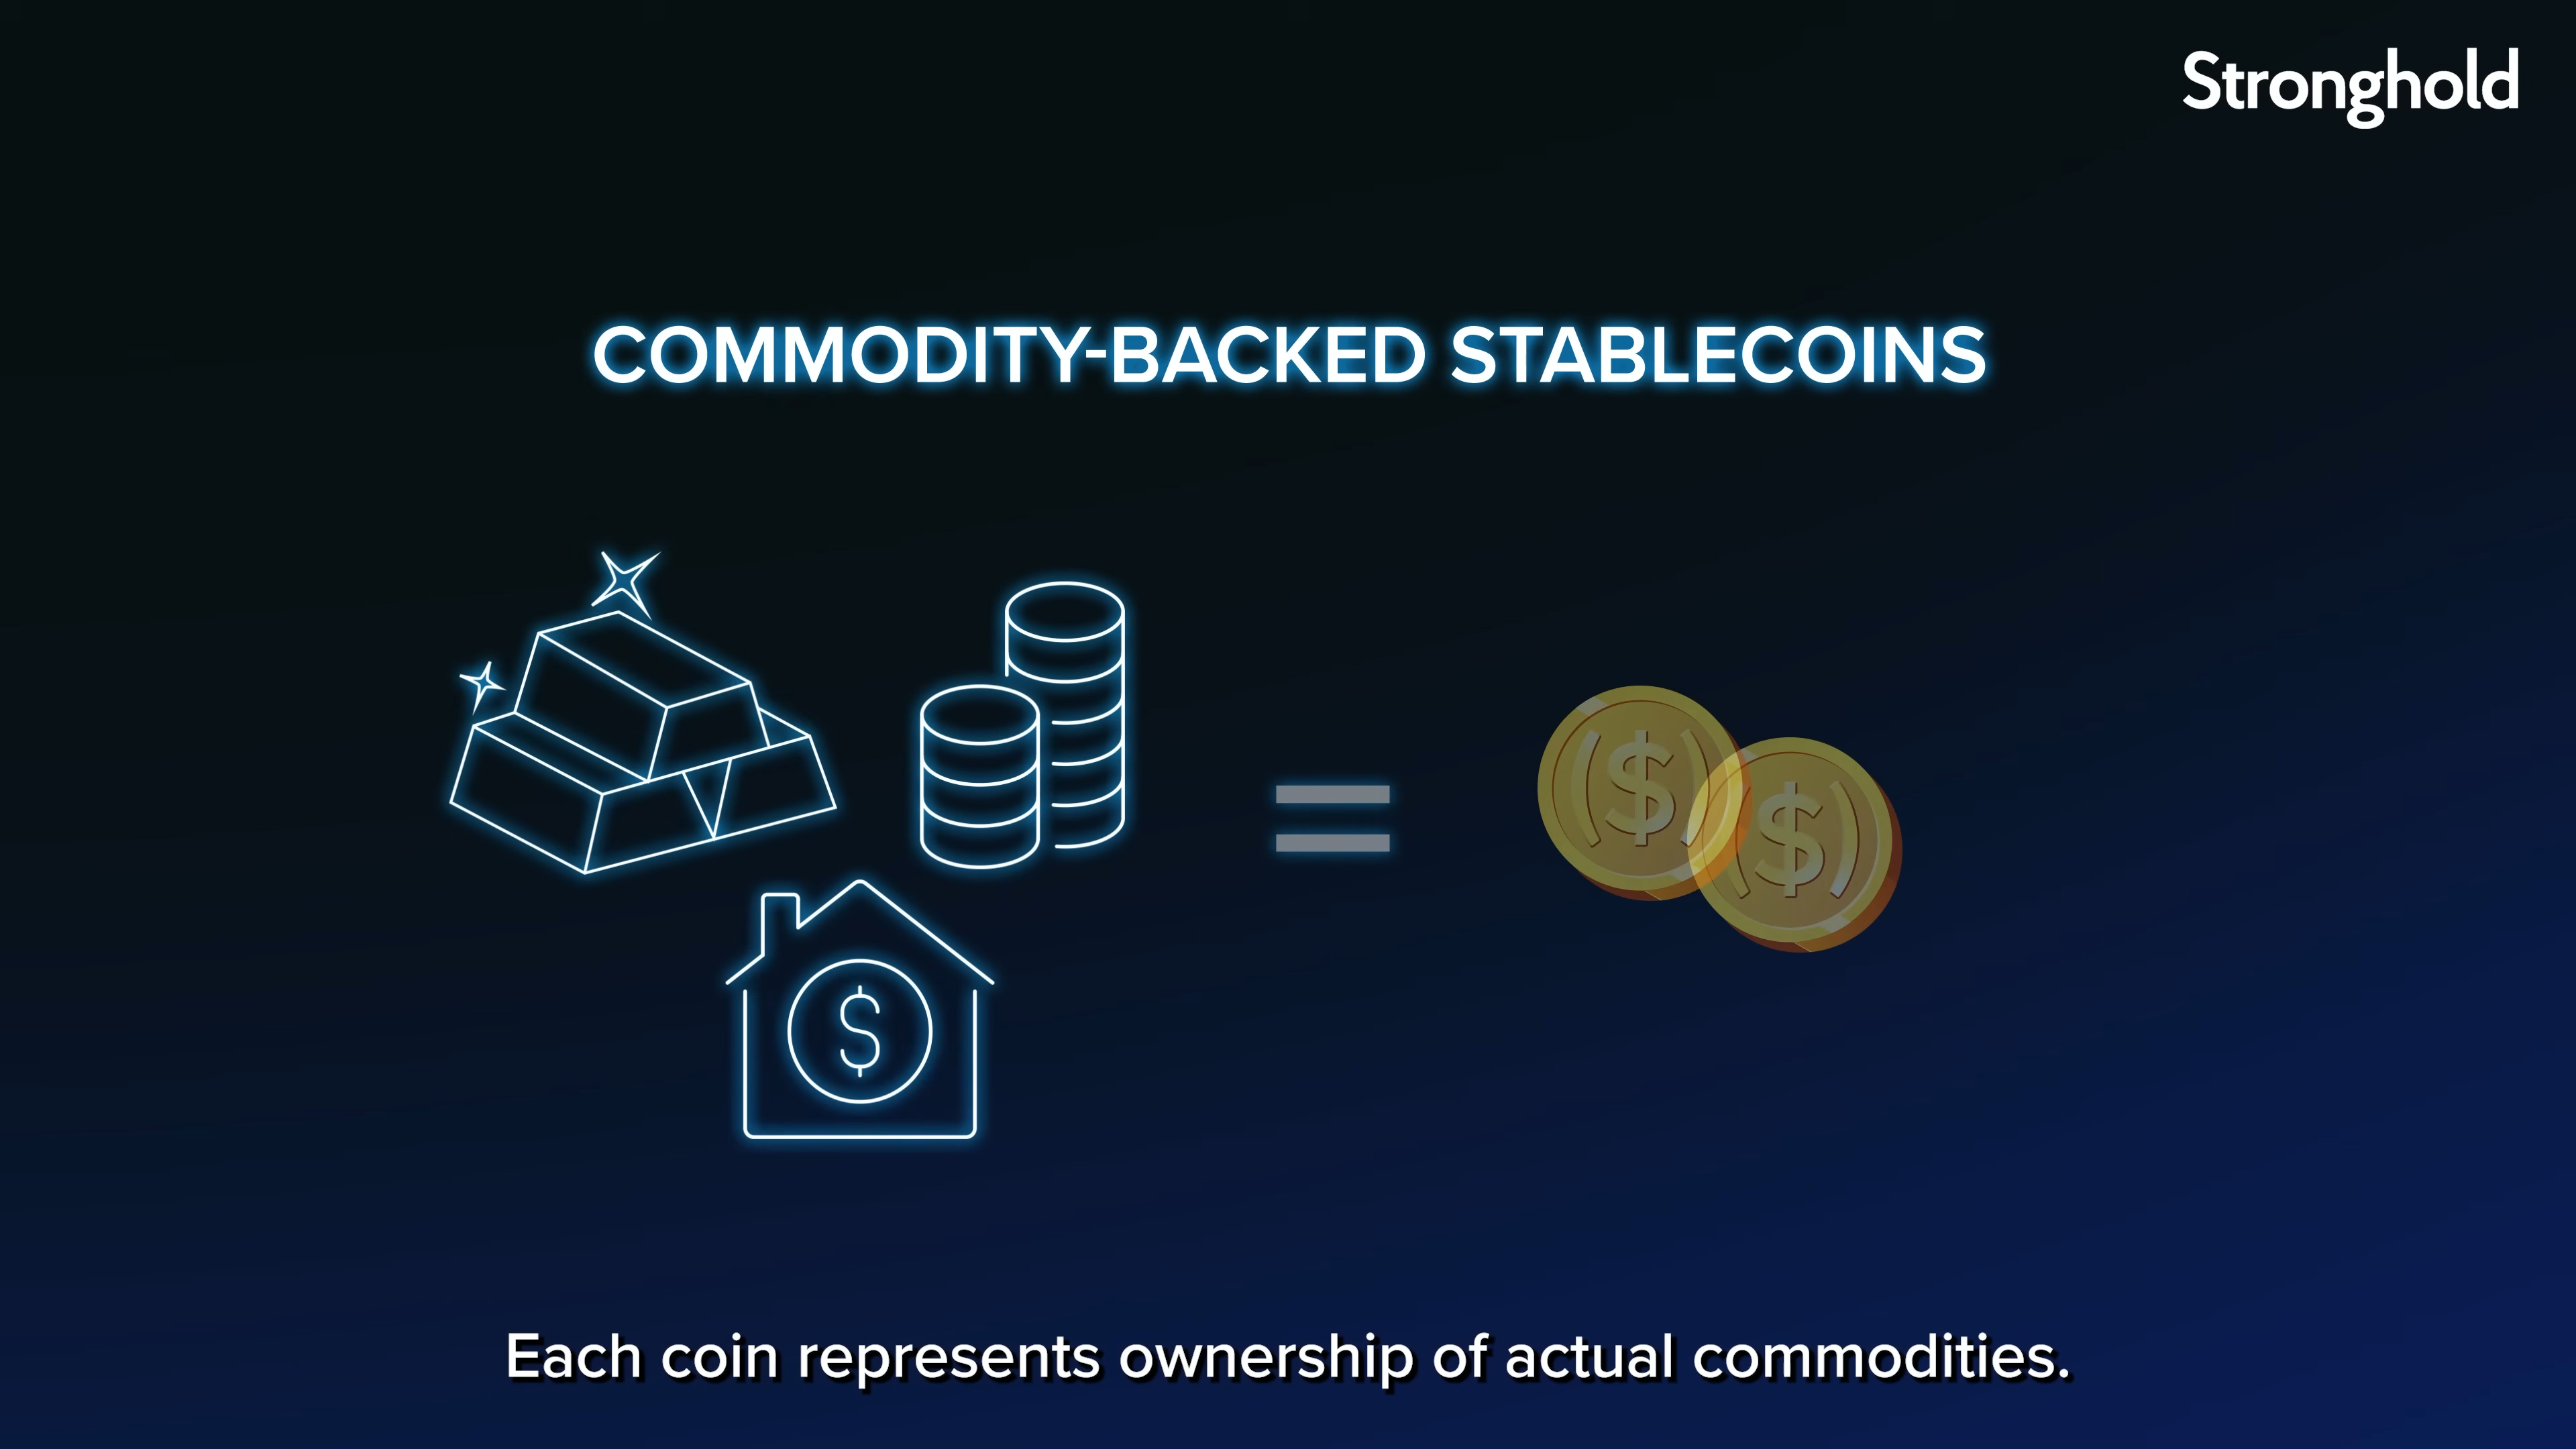 Stronghold
COMMODITY-BACKED STABLECOINS
=
($)
($)
$
Each coin represents ownership of actual commodities.